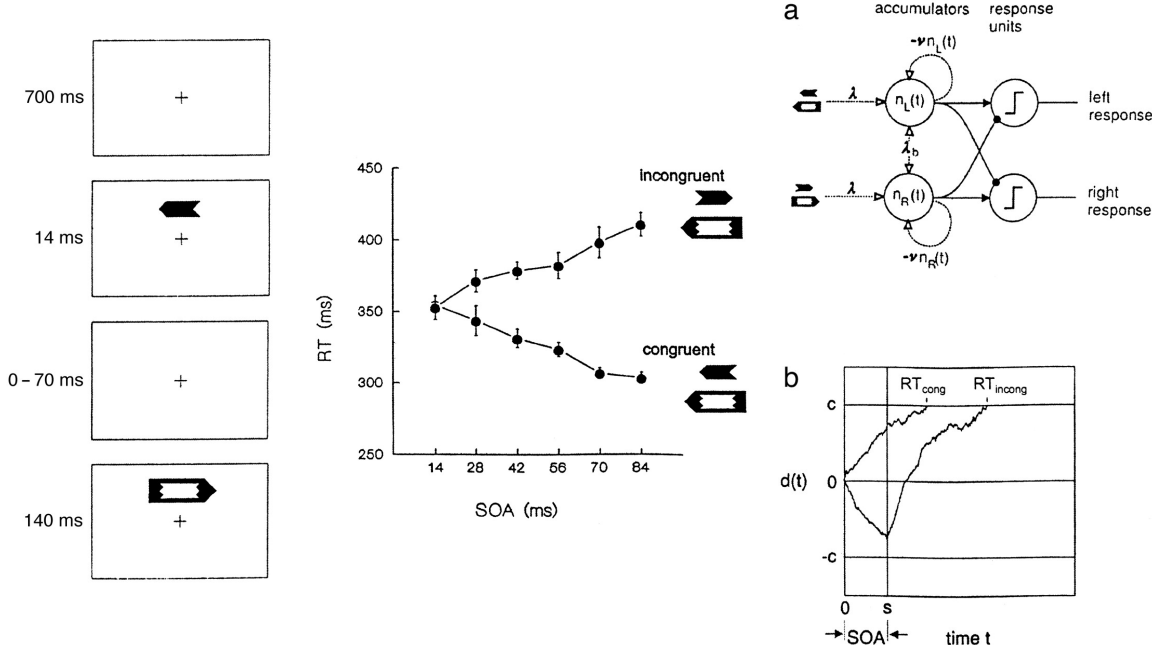 700 ms
14 ms
0 – 70 ms
140 ms
450
400
350
300
250
RT (ms)
14 28 42 56 70 84
SOA (ms)
incongruent
congruent
a
accumulators
response
units
-νn_L(t)
λ
n_L(t)
left
response
λ_b
λ
n_R(t)
right
response
-νn_R(t)
b
RT_cong
RT_incong
c
d(t)
0
-c
0 s
SOA
time t